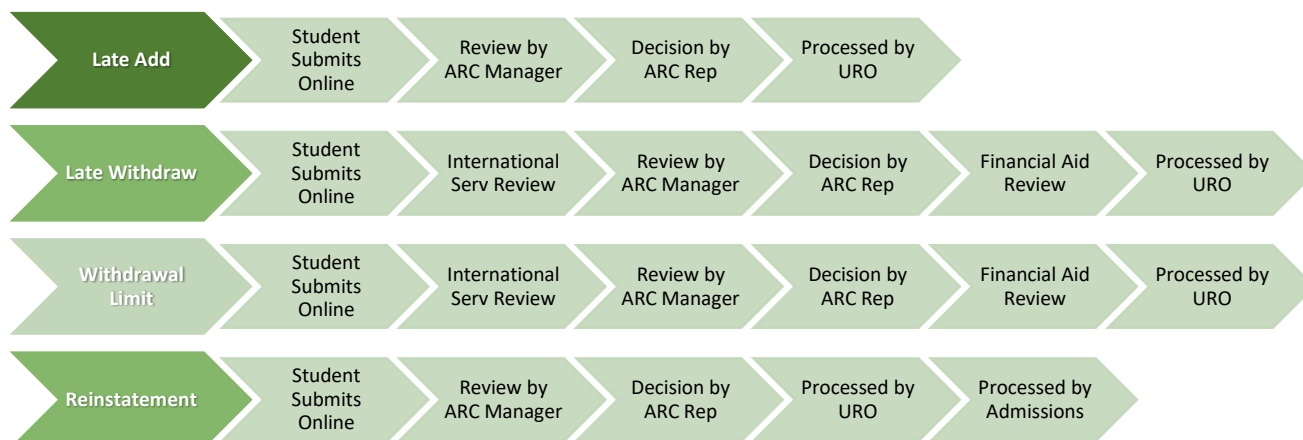 Late Add
Student
Submits
Online
Review by
ARC Manager
Decision by
ARC Rep
Processed by
URO
Late Withdraw
Student
Submits
Online
International
Serv Review
Review by
ARC Manager
Decision by
ARC Rep
Financial Aid
Review
Processed by
URO
Withdrawal
Limit
Student
Submits
Online
International
Serv Review
Review by
ARC Manager
Decision by
ARC Rep
Financial Aid
Review
Processed by
URO
Reinstatement
Student
Submits
Online
Review by
ARC Manager
Decision by
ARC Rep
Processed by
URO
Processed by
Admissions